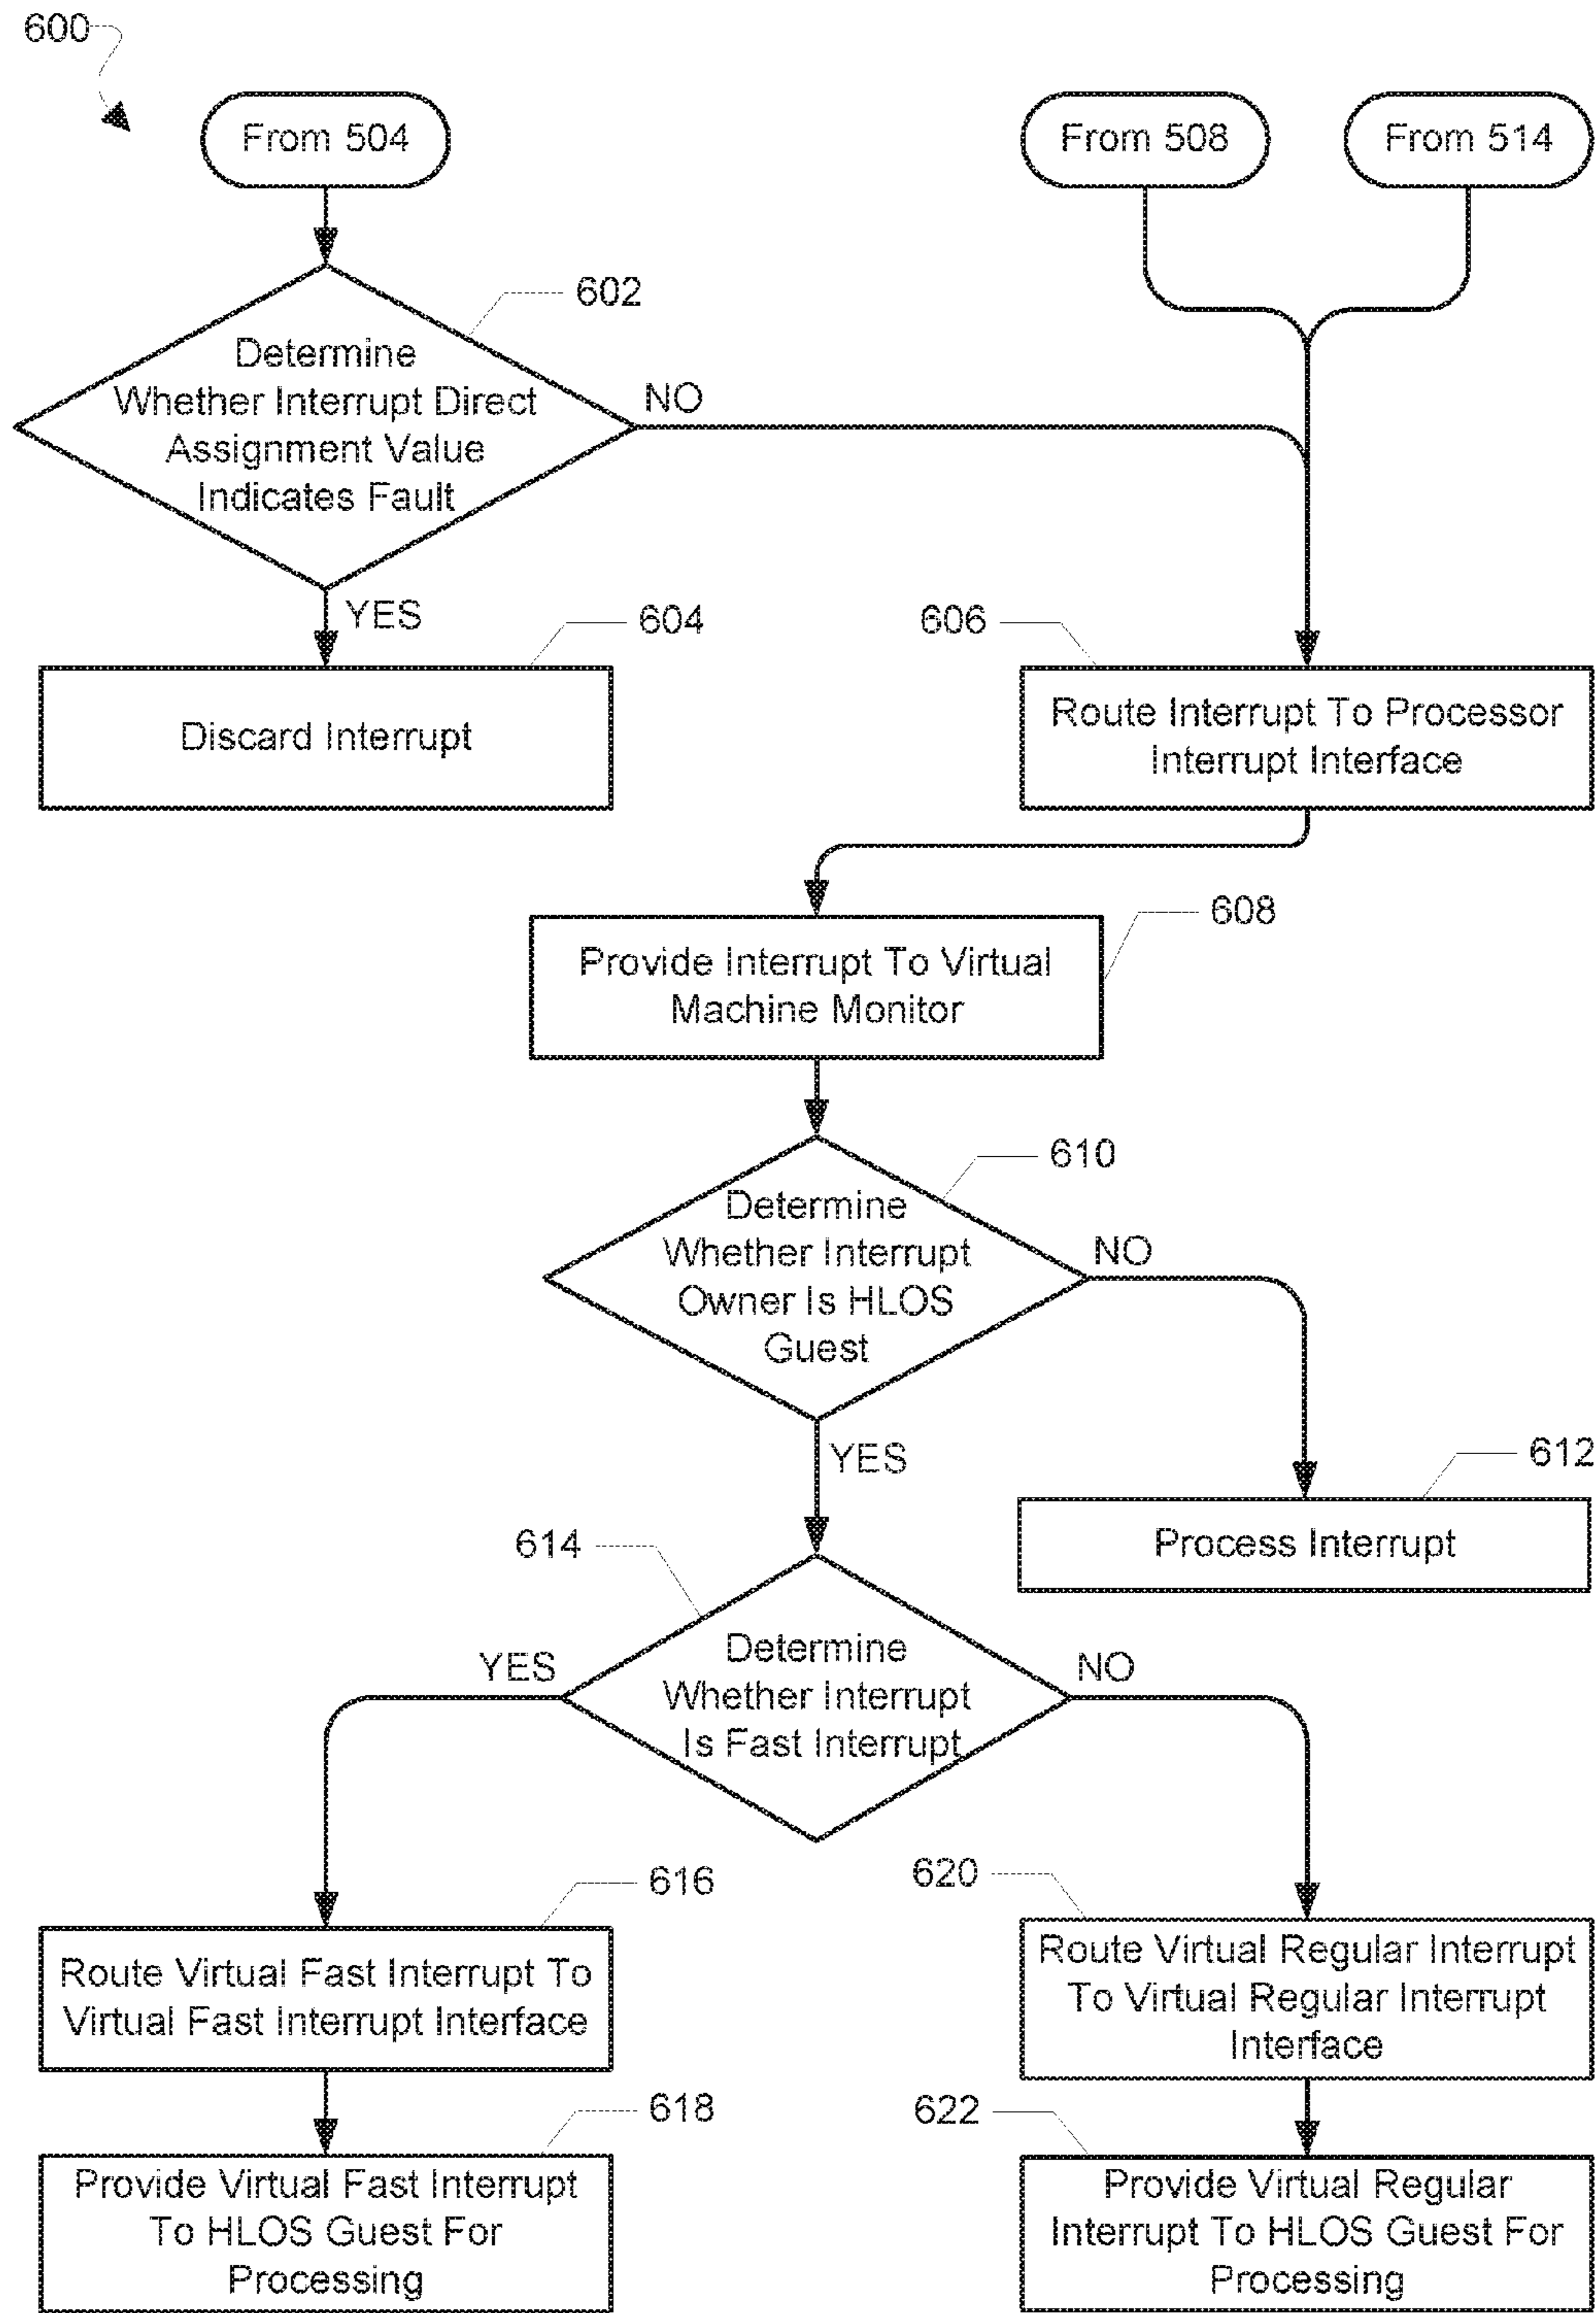 600
From 504
From 508
From 514
602
Determine
Whether Interrupt Direct
Assignment Value
Indicates Fault
NO
YES
604
606
Discard Interrupt
Route Interrupt To Processor
Interrupt Interface
608
Provide Interrupt To Virtual
Machine Monitor
610
Determine
Whether Interrupt
Owner Is HLOS
Guest
NO
YES
612
Process Interrupt
614
Determine
Whether Interrupt
Is Fast Interrupt
YES
NO
616
620
Route Virtual Fast Interrupt To
Virtual Fast Interrupt Interface
Route Virtual Regular Interrupt
To Virtual Regular Interrupt
Interface
618
622
Provide Virtual Fast Interrupt
To HLOS Guest For
Processing
Provide Virtual Regular
Interrupt To HLOS Guest For
Processing